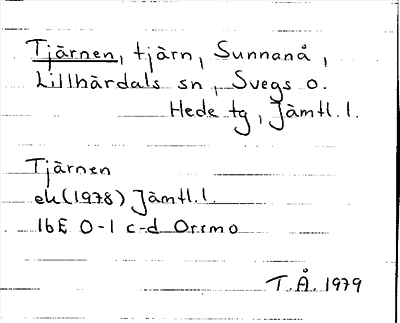 Tjärnen, tjärn, Sunnanå,
Lillhärdals sn, Svegs o.
Hede tg, Jämtl.l.
Tjärnen
ek(1978) Jämtl.l.
16E 0-1 c-d Orrmo
T.Å. 1979